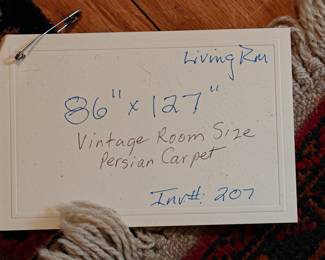 Living Rm
86" x 127"
Vintage Room Size
Persian Carpet
Inv#: 207